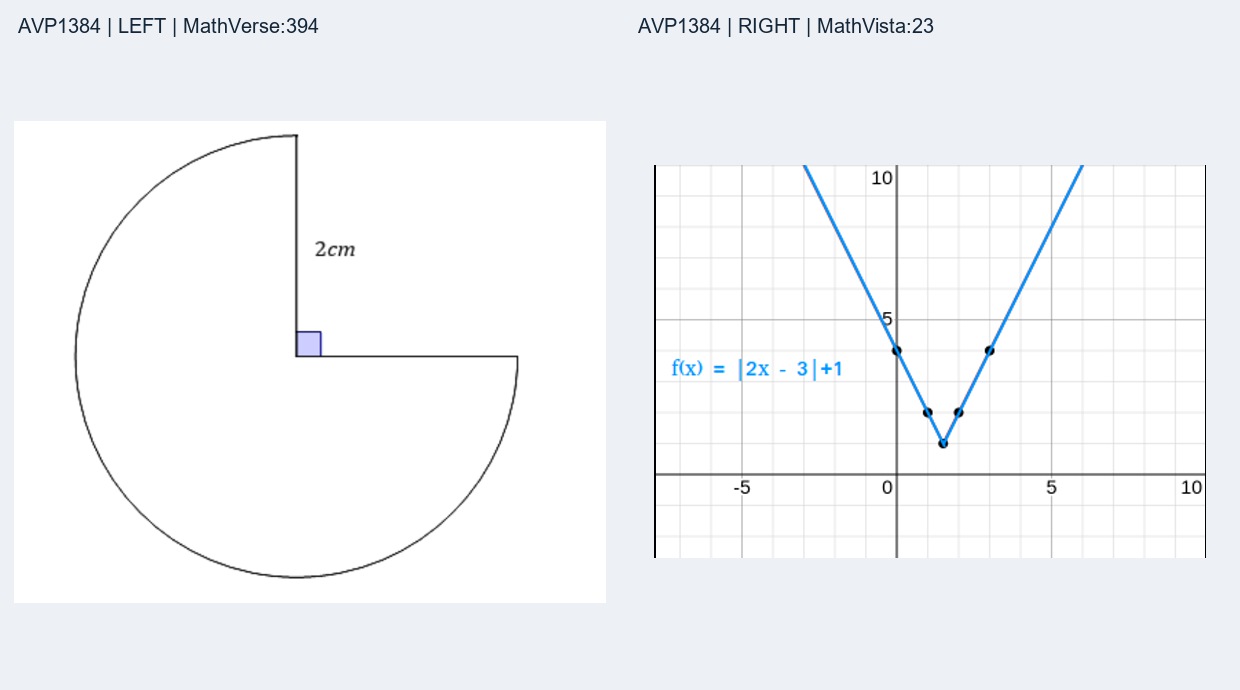 AVP1384 | LEFT | MathVerse:394
AVP1384 | RIGHT | MathVista:23
2cm
10
5
f(x) = |2x - 3|+1
-5 0 5 10